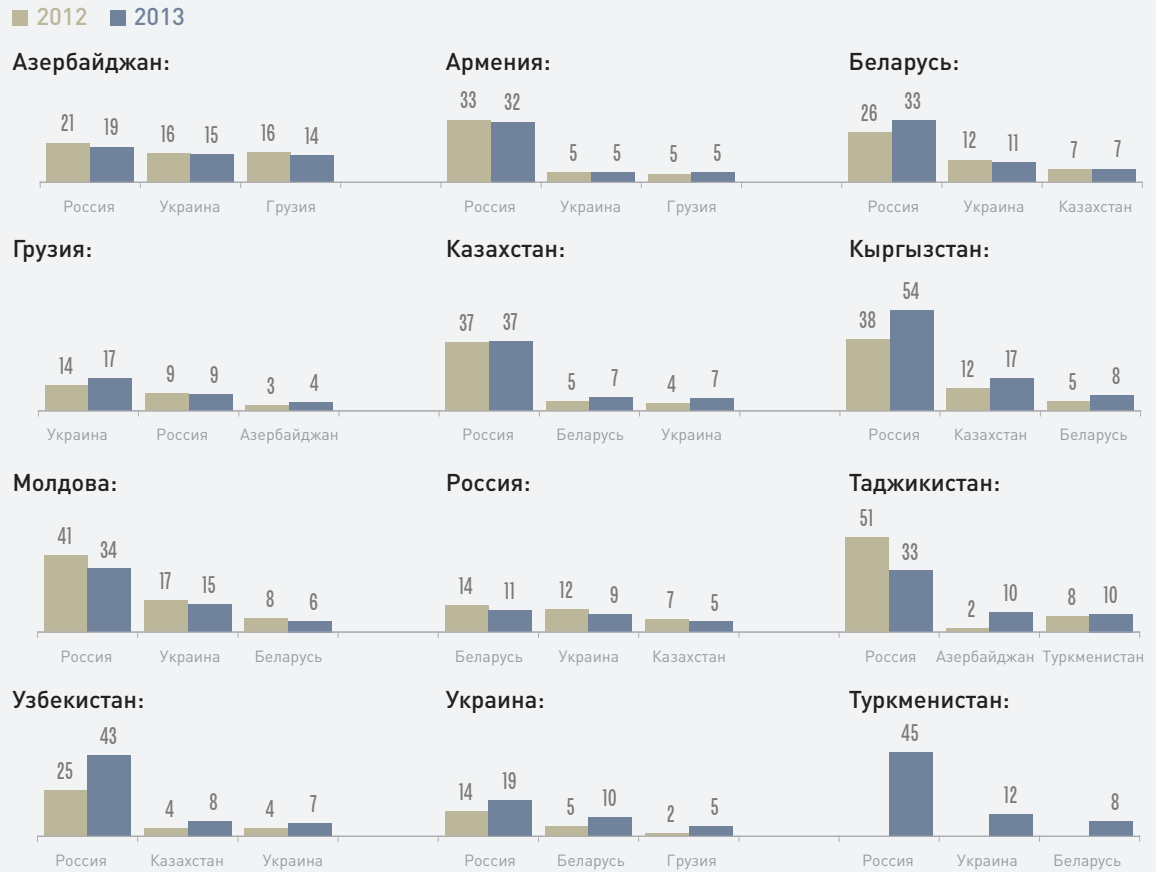 2012 2013
Азербайджан: Армения: Беларусь:
21 19 16 15 16 14 33 32 5 5 5 5 26 33 12 11 7 7
Россия Украина Грузия Россия Украина Грузия Россия Украина Казахстан
Грузия: Казахстан: Кыргызстан:
14 17 9 9 3 4 37 37 5 7 4 7 38 54 12 17 5 8
Украина Россия Азербайджан Россия Беларусь Украина Россия Казахстан Беларусь
Молдова: Россия: Таджикистан:
41 34 17 15 8 6 14 11 12 9 7 5 51 33 2 10 8 10
Россия Украина Беларусь Беларусь Украина Казахстан Россия Азербайджан Туркменистан
Узбекистан: Украина: Туркменистан:
25 43 4 8 4 7 14 19 5 10 2 5 45 12 8
Россия Казахстан Украина Россия Беларусь Грузия Россия Украина Беларусь